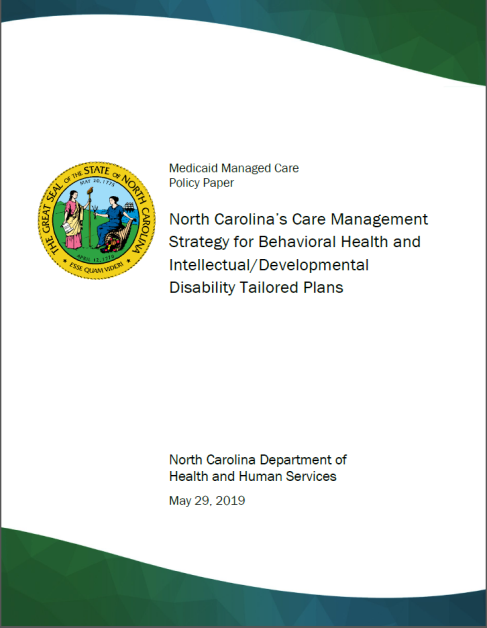 THE GREAT SEAL OF THE STATE OF NORTH CAROLINA
MAY 20, 1775
APRIL 12, 1776
ESSE QUAM VIDERI
Medicaid Managed Care
Policy Paper
North Carolina's Care Management
Strategy for Behavioral Health and
Intellectual/Developmental
Disability Tailored Plans
North Carolina Department of
Health and Human Services
May 29, 2019